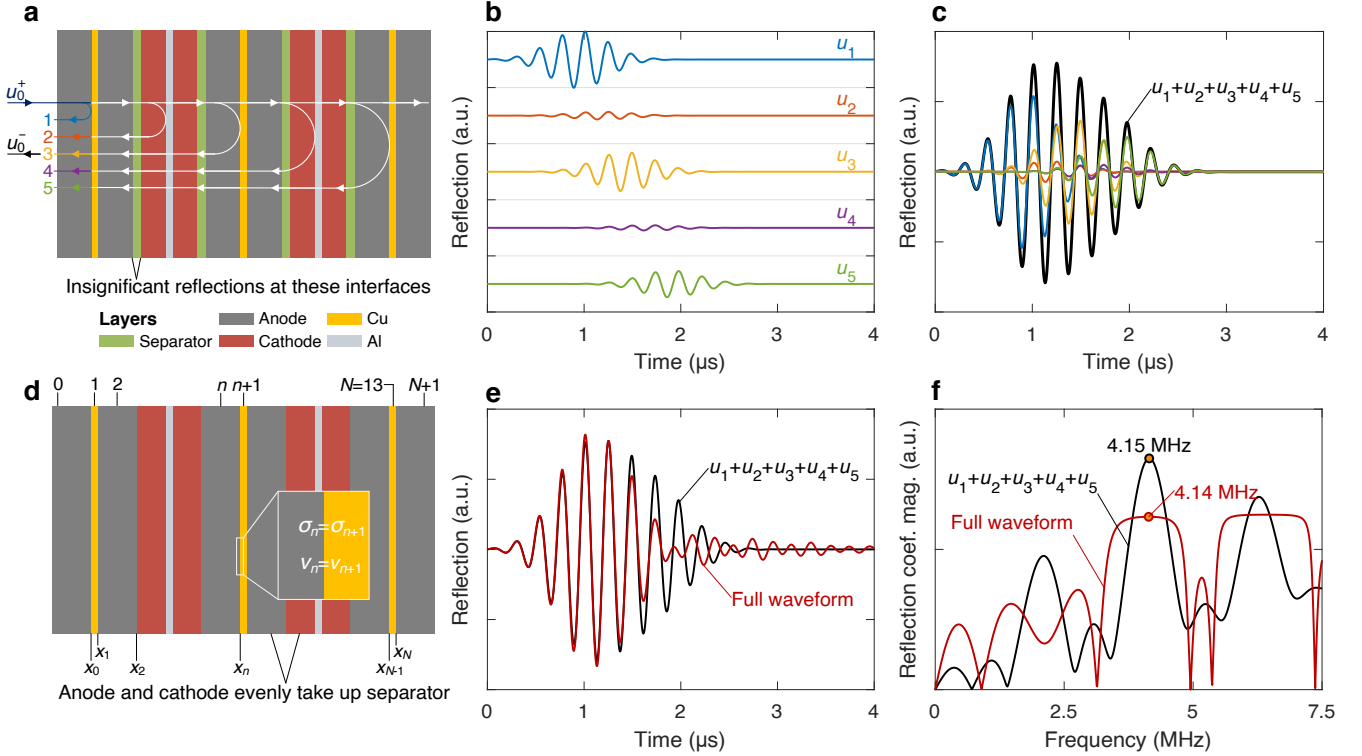 a
u₀⁺
1
2
u₀⁻ 3
4
5
Insignificant reflections at these interfaces
Layers Anode Cu
Separator Cathode Al
b
Reflection (a.u.)
u₁
u₂
u₃
u₄
u₅
0 1 2 3 4
Time (μs)
c
Reflection (a.u.)
u₁+u₂+u₃+u₄+u₅
0 1 2 3 4
Time (μs)
d
0 1 2 n n+1 N=13 N+1
σₙ=σₙ₊₁
vₙ=vₙ₊₁
x₀ x₁ x₂ xₙ x_N-1 x_N
Anode and cathode evenly take up separator
e
Reflection (a.u.)
u₁+u₂+u₃+u₄+u₅
Full waveform
0 1 2 3 4
Time (μs)
f
Reflection coef. mag. (a.u.)
4.15 MHz
u₁+u₂+u₃+u₄+u₅
4.14 MHz
Full waveform
0 2.5 5 7.5
Frequency (MHz)